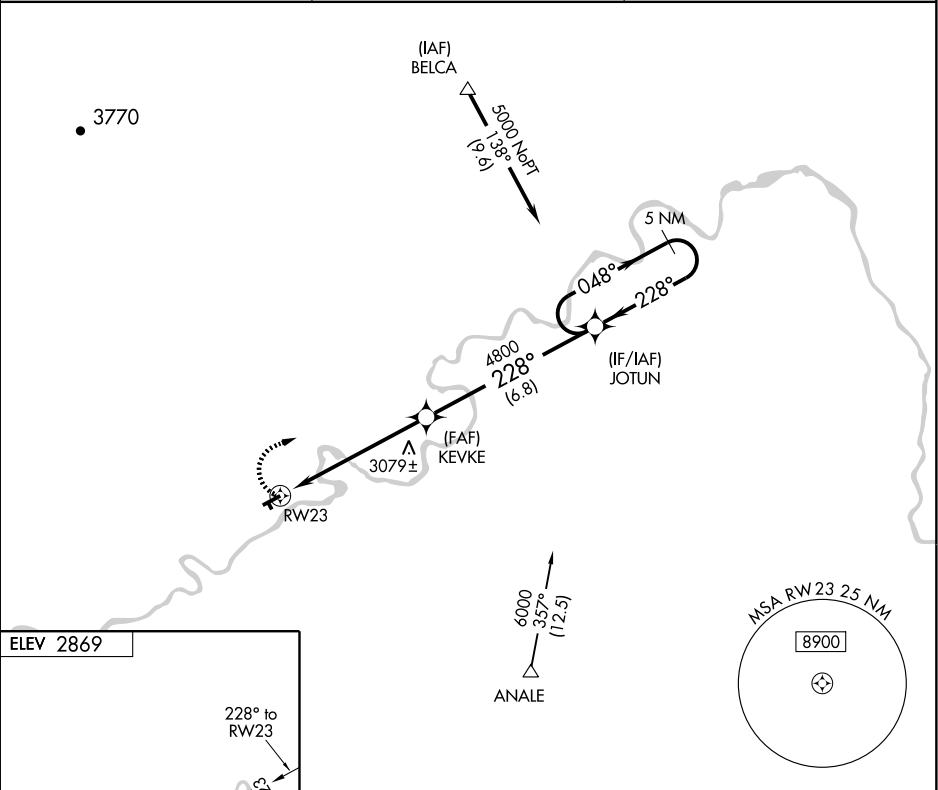 (IAF)
BELCA
3770
5000 NoPT
138°
(9.6)
5 NM
048°
228°
4800
228°
(6.8)
(IF/IAF)
JOTUN
(FAF)
KEVKE
3079±
RW23
6000
357°
(12.5)
ANALE
MSA RW23 25 NM
8900
ELEV 2869
228° to
RW23